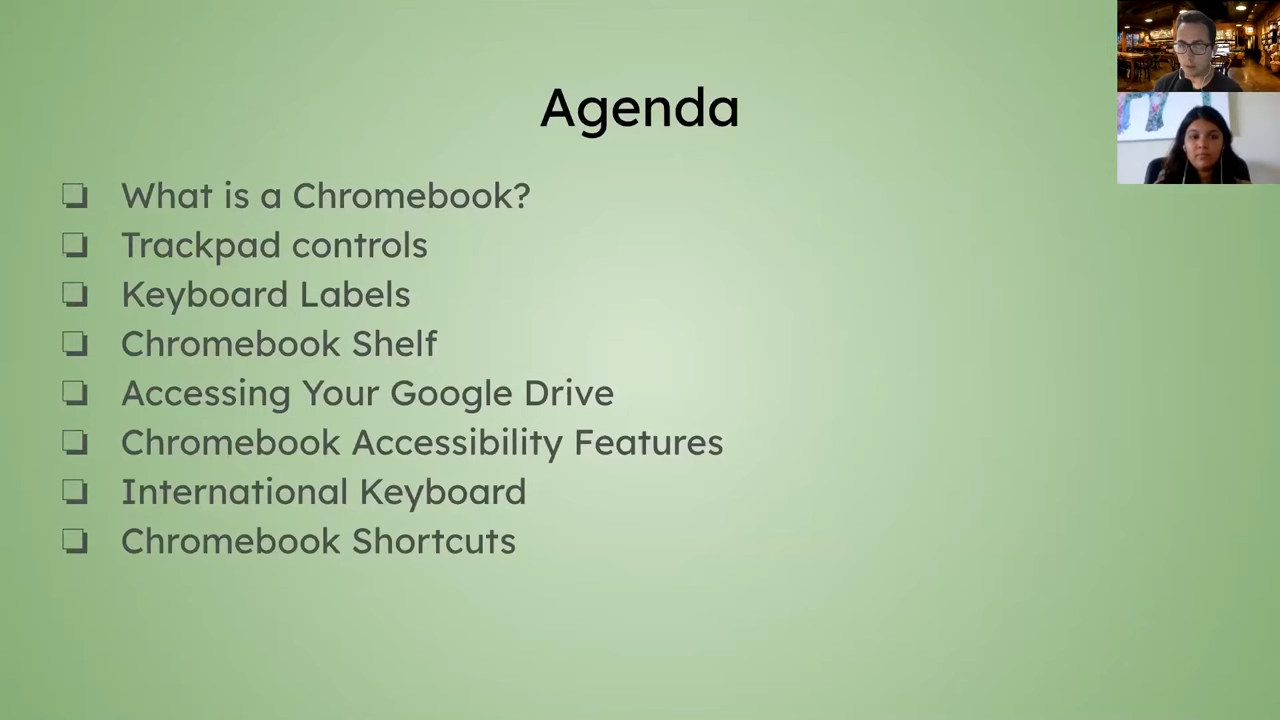 Agenda
What is a Chromebook?
Trackpad controls
Keyboard Labels
Chromebook Shelf
Accessing Your Google Drive
Chromebook Accessibility Features
International Keyboard
Chromebook Shortcuts